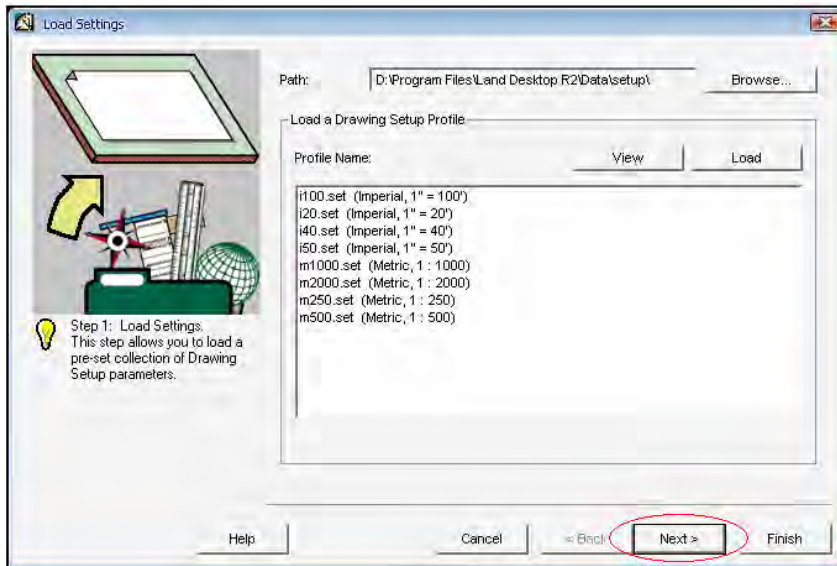 Load Settings
Path: D:\Program Files\Land Desktop R2\Data\setup\ Browse...
Load a Drawing Setup Profile
Profile Name: View Load
i100.set (Imperial, 1" = 100')
i20.set (Imperial, 1" = 20')
i40.set (Imperial, 1" = 40')
i50.set (Imperial, 1" = 50')
m1000.set (Metric, 1 : 1000)
m2000.set (Metric, 1 : 2000)
m250.set (Metric, 1 : 250)
m500.set (Metric, 1 : 500)
Step 1: Load Settings.
This step allows you to load a
pre-set collection of Drawing
Setup parameters.
Help Cancel < Back Next > Finish